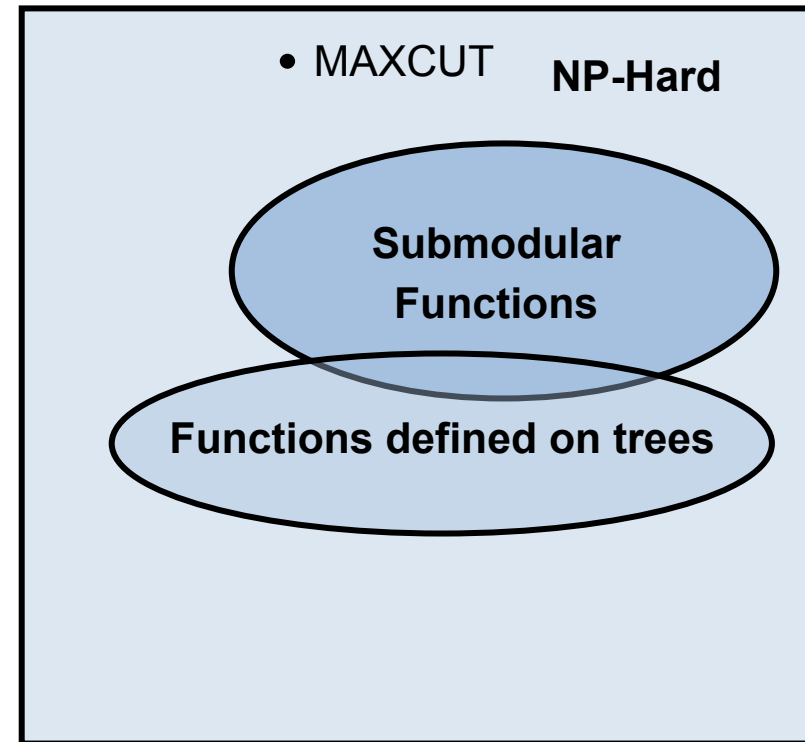 • MAXCUT
NP-Hard
Submodular
Functions
Functions defined on trees